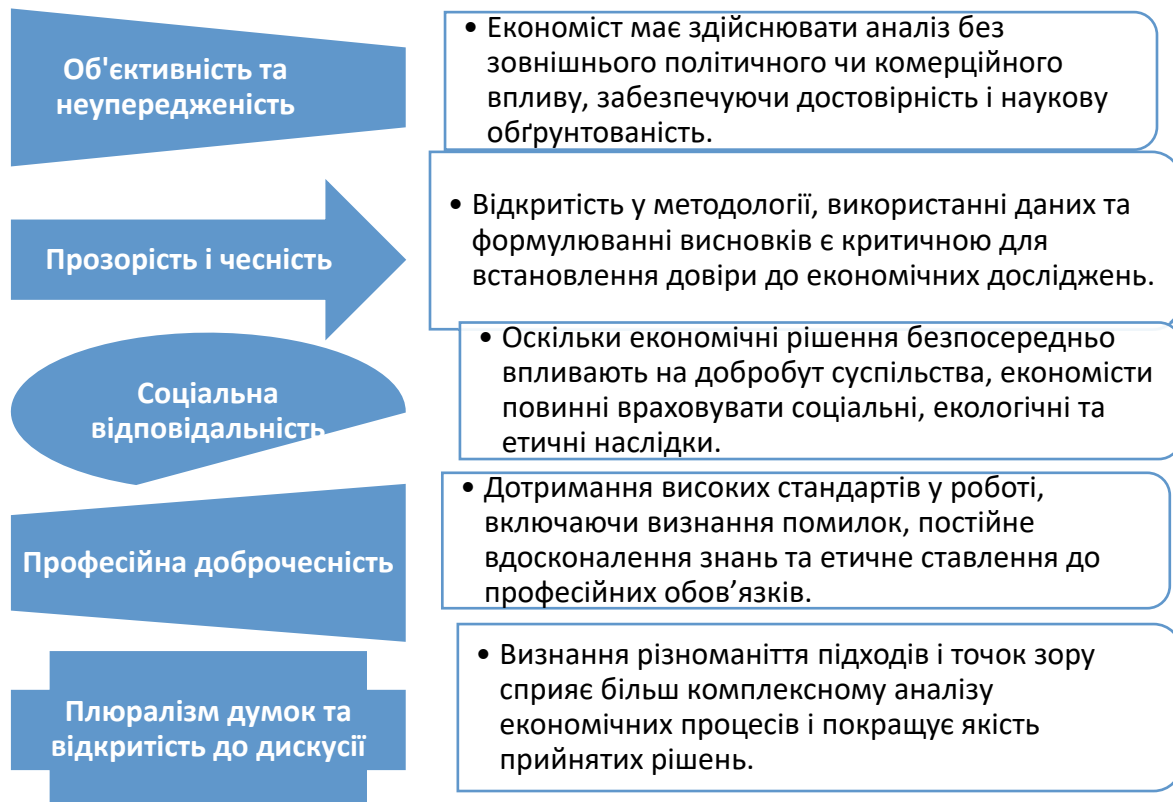 Об'єктивність та
неупередженість
• Економіст має здійснювати аналіз без
зовнішнього політичного чи комерційного
впливу, забезпечуючи достовірність і наукову
обґрунтованість.
Прозорість і чесність
• Відкритість у методології, використанні даних та
формулюванні висновків є критичною для
встановлення довіри до економічних досліджень.
Соціальна
відповідальність
• Оскільки економічні рішення безпосередньо
впливають на добробут суспільства, економісти
повинні враховувати соціальні, екологічні та
етичні наслідки.
Професійна доброчесність
• Дотримання високих стандартів у роботі,
включаючи визнання помилок, постійне
вдосконалення знань та етичне ставлення до
професійних обов’язків.
Плюралізм думок та
відкритість до дискусії
• Визнання різноманіття підходів і точок зору
сприяє більш комплексному аналізу
економічних процесів і покращує якість
прийнятих рішень.